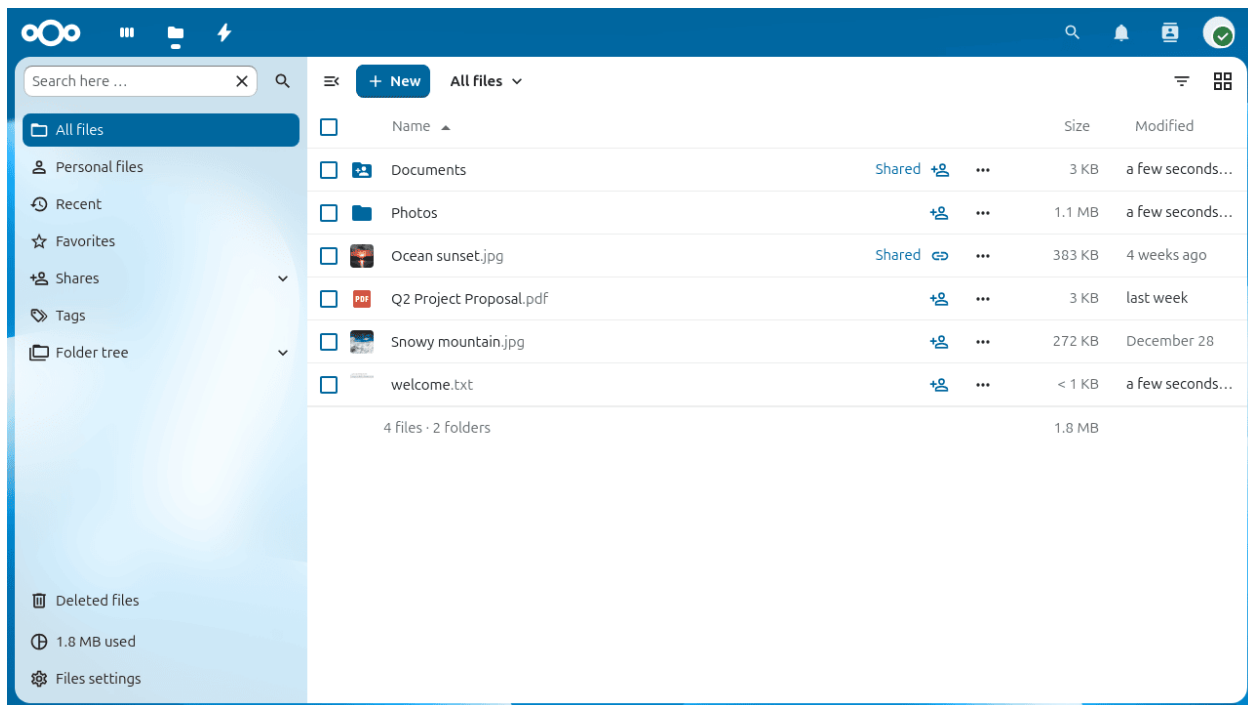 Search here …
New
All files
All files
Personal files
Recent
Favorites
Shares
Tags
Folder tree
Deleted files
1.8 MB used
Files settings
Name Size Modified
Documents Shared 3 KB a few seconds…
Photos 1.1 MB a few seconds…
Ocean sunset.jpg Shared 383 KB 4 weeks ago
PDF Q2 Project Proposal.pdf 3 KB last week
Snowy mountain.jpg 272 KB December 28
welcome.txt < 1 KB a few seconds…
4 files · 2 folders 1.8 MB